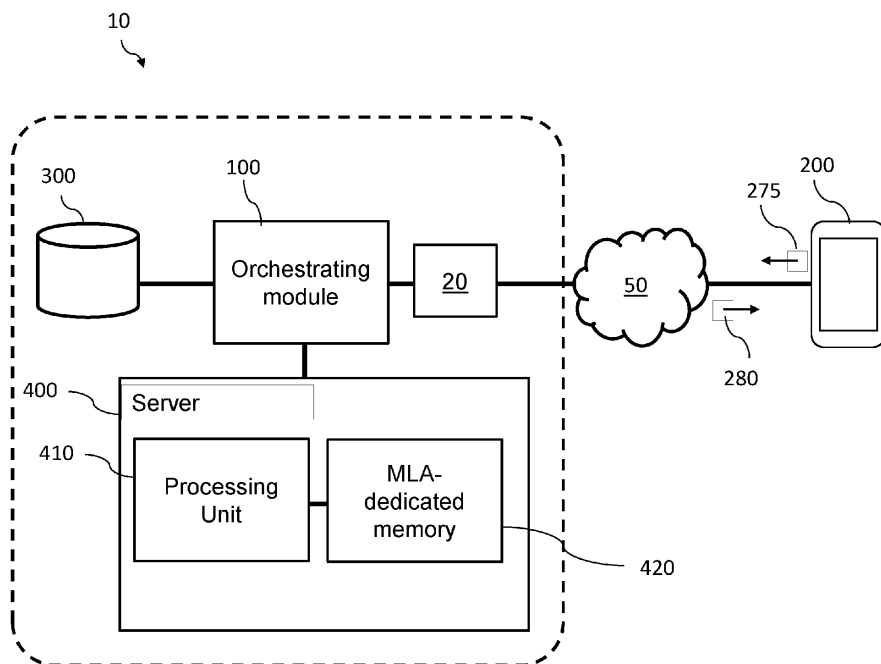 10
300
100
275
200
Orchestrating
module
20
50
280
400
Server
410
Processing
Unit
MLA-
dedicated
memory
420